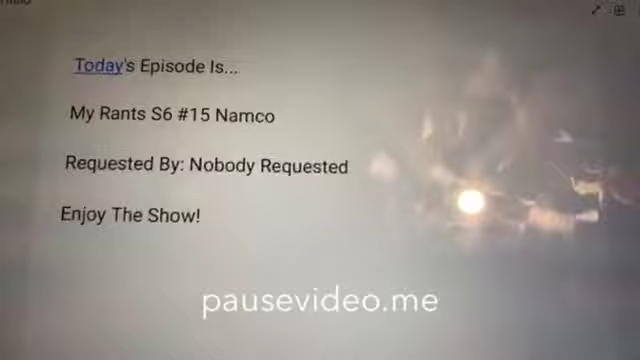 Today's Episode Is...
My Rants S6 #15 Namco
Requested By: Nobody Requested
Enjoy The Show!
pausevideo.me